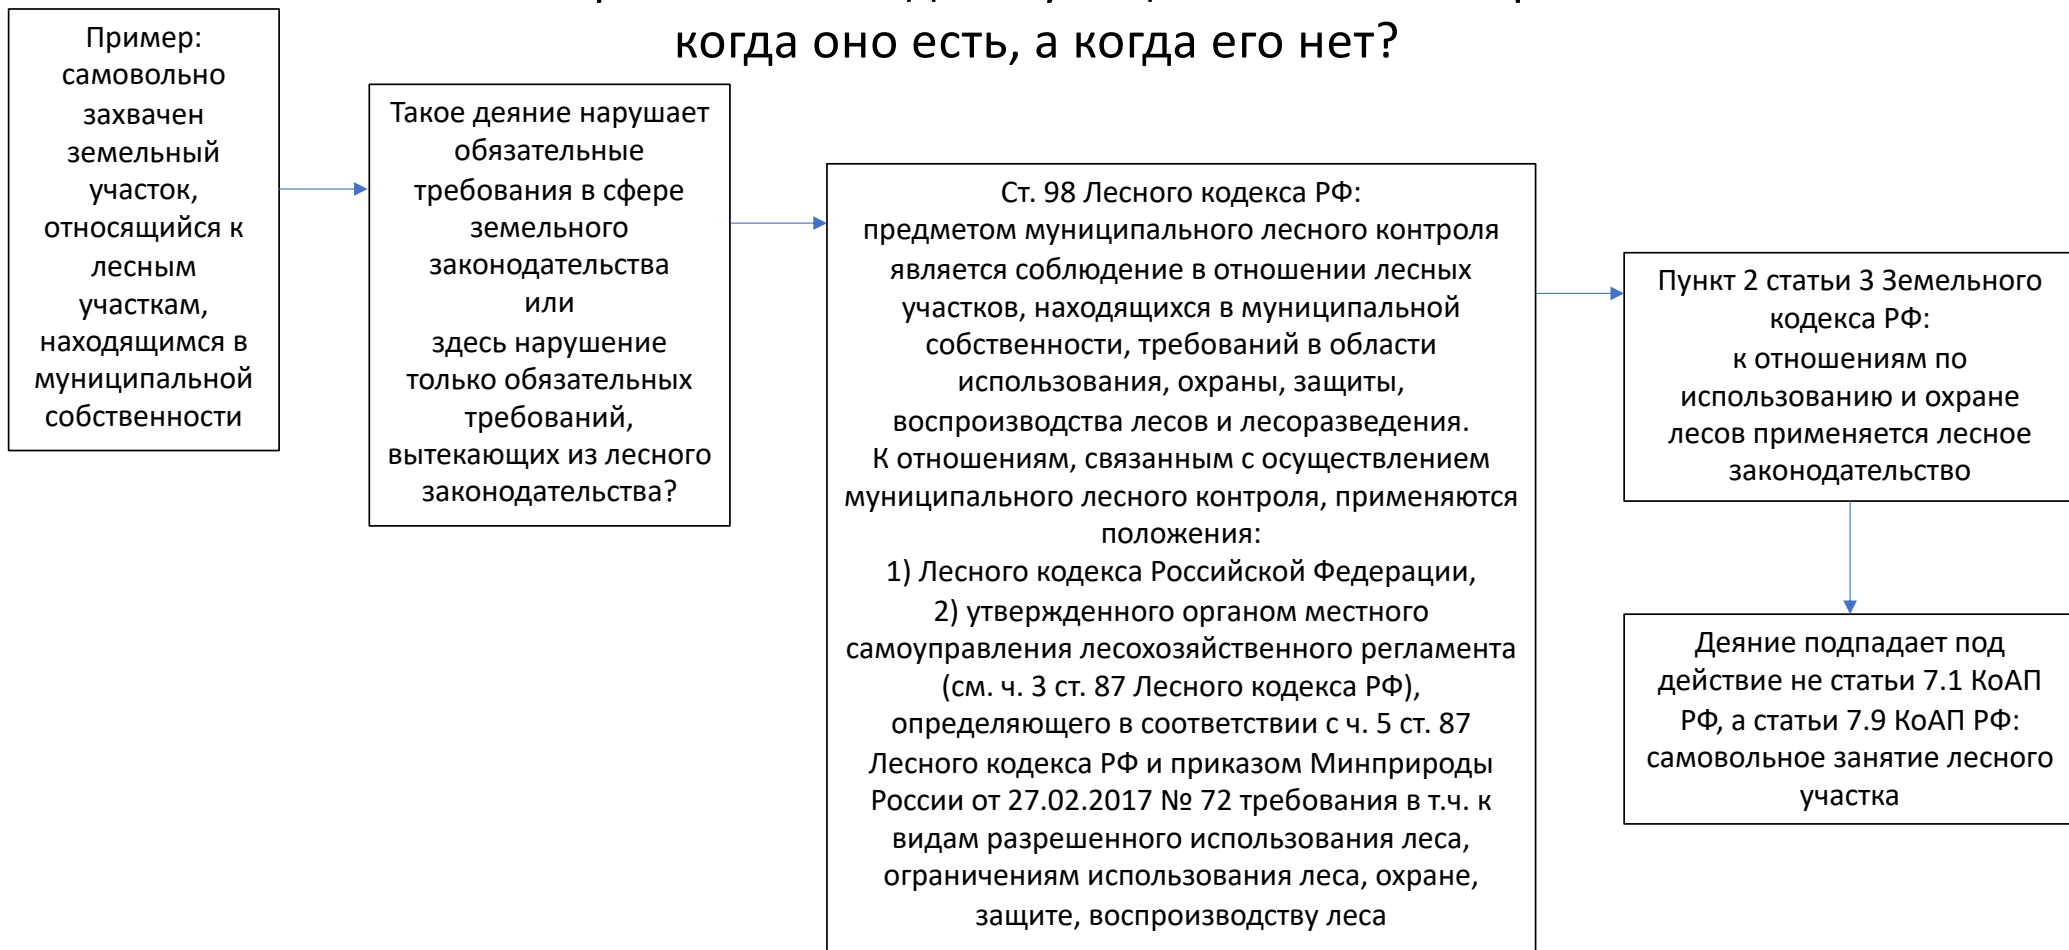 когда оно есть, а когда его нет?
Пример:
самовольно
захвачен
земельный
участок,
относящийся к
лесным
участкам,
находящимся в
муниципальной
собственности
Такое деяние нарушает
обязательные
требования в сфере
земельного
законодательства
или
здесь нарушение
только обязательных
требований,
вытекающих из лесного
законодательства?
Ст. 98 Лесного кодекса РФ:
предметом муниципального лесного контроля
является соблюдение в отношении лесных
участков, находящихся в муниципальной
собственности, требований в области
использования, охраны, защиты,
воспроизводства лесов и лесоразведения.
К отношениям, связанным с осуществлением
муниципального лесного контроля, применяются
положения:
1) Лесного кодекса Российской Федерации,
2) утвержденного органом местного
самоуправления лесохозяйственного регламента
(см. ч. 3 ст. 87 Лесного кодекса РФ),
определяющего в соответствии с ч. 5 ст. 87
Лесного кодекса РФ и приказом Минприроды
России от 27.02.2017 № 72 требования в т.ч. к
видам разрешенного использования леса,
ограничениям использования леса, охране,
защите, воспроизводству леса
Пункт 2 статьи 3 Земельного
кодекса РФ:
к отношениям по
использованию и охране
лесов применяется лесное
законодательство
Деяние подпадает под
действие не статьи 7.1 КоАП
РФ, а статьи 7.9 КоАП РФ:
самовольное занятие лесного
участка